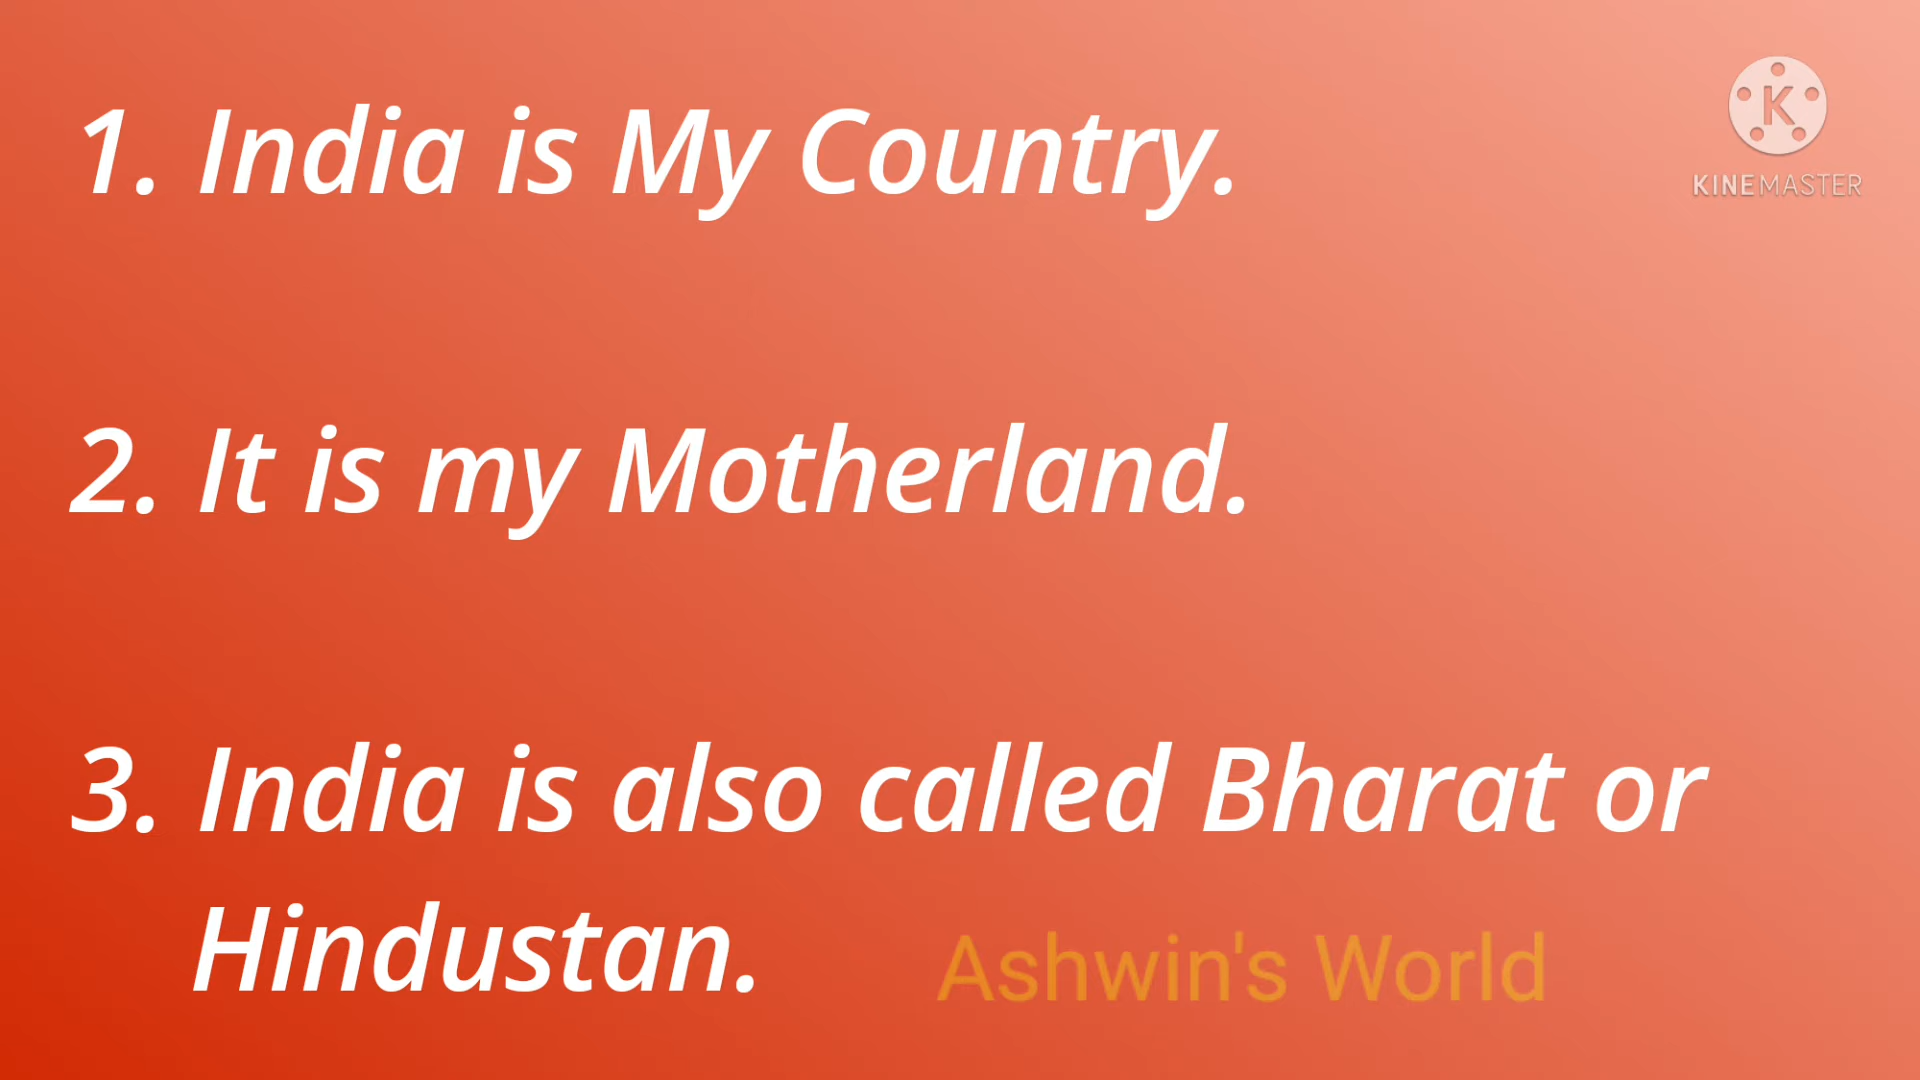 1. India is My Country.
K
KINEMASTER
2. It is my Motherland.
3. India is also called Bharat or
Hindustan.
Ashwin's World